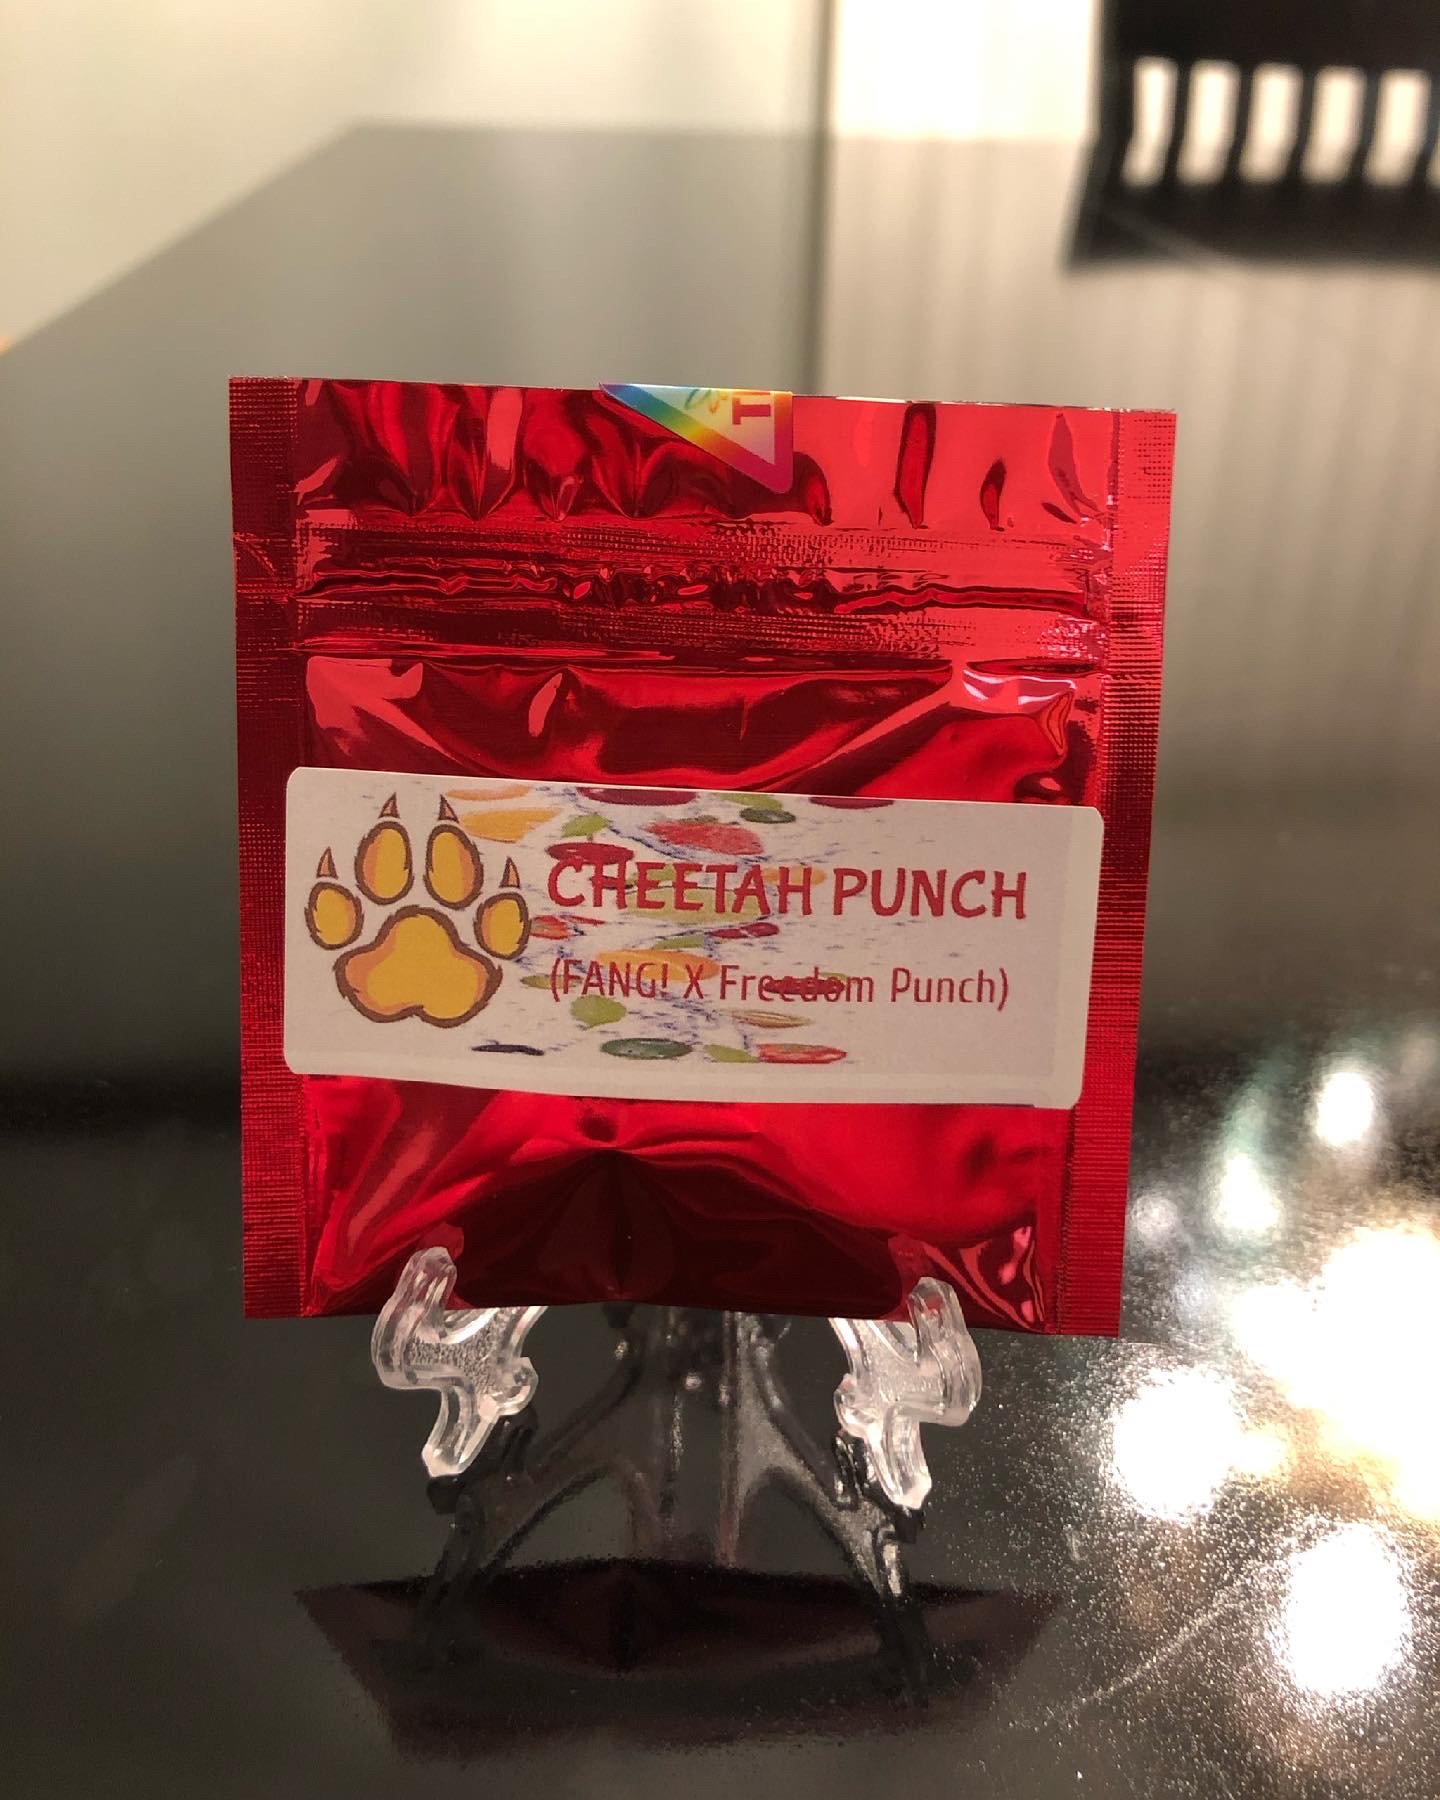 CHEETAH PUNCH
(FANG! X Freedom Punch)